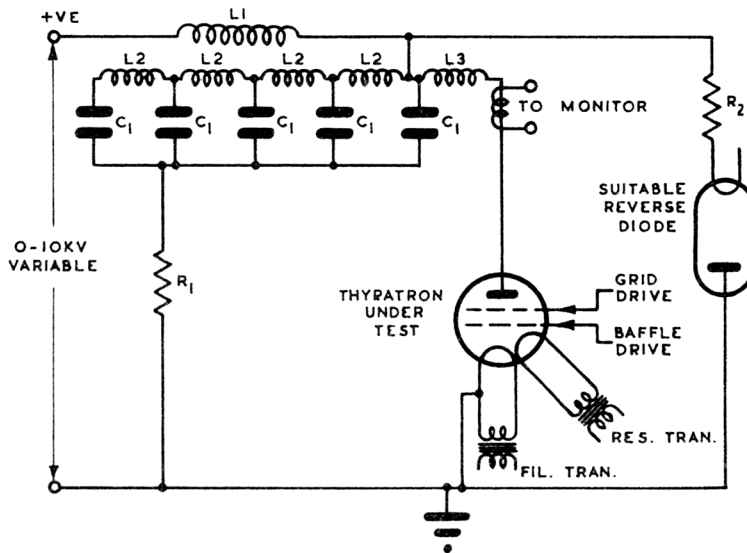 +VE
L1
L2 L2 L2 L2 L3
C1 C1 C1 C1 C1
TO MONITOR
R2
SUITABLE
REVERSE
DIODE
0-10KV
VARIABLE
R1
THYRATRON
UNDER
TEST
GRID
DRIVE
BAFFLE
DRIVE
RES. TRAN.
FIL. TRAN.